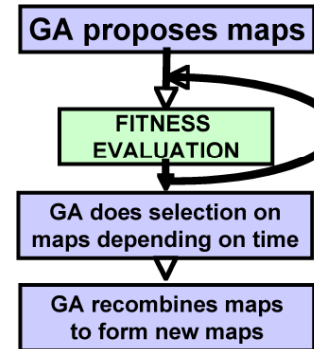 GA proposes maps
FITNESS
EVALUATION
GA does selection on
maps depending on time
GA recombines maps
to form new maps